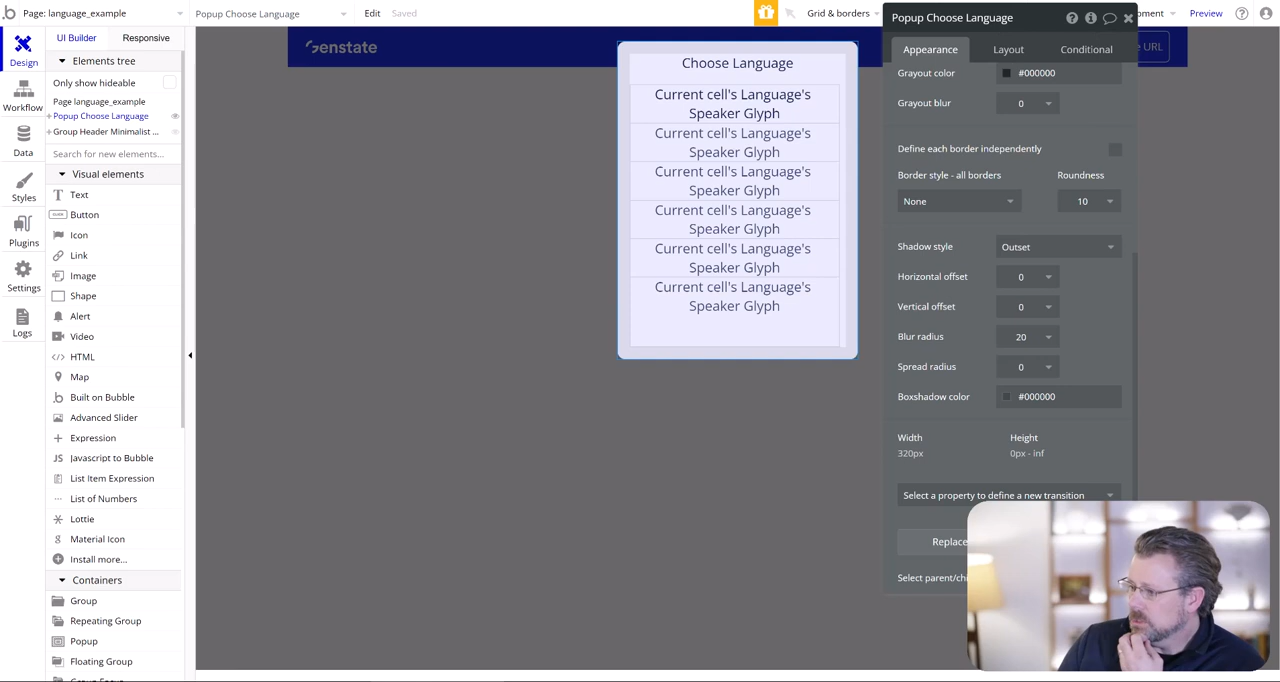 Page: language_example
Popup Choose Language
Edit
Saved
Grid & borders
Preview
Popup Choose Language
Appearance
Layout
Conditional
Grayout color
#000000
Grayout blur
0
Define each border independently
Border style - all borders
Roundness
None
10
Shadow style
Outset
Horizontal offset
0
Vertical offset
0
Blur radius
20
Spread radius
0
Boxshadow color
#000000
Width
Height
320px
0px - inf
Select a property to define a new transition
Replace
Select parent/chi
Design
Workflow
Data
Styles
Plugins
Settings
Logs
UI Builder
Responsive
Elements tree
Only show hideable
Page language_example
Popup Choose Language
Group Header Minimalist ...
Search for new elements...
Visual elements
Text
Button
Icon
Link
Image
Shape
Alert
Video
HTML
Map
Built on Bubble
Advanced Slider
Expression
Javascript to Bubble
List Item Expression
List of Numbers
Lottie
Material Icon
Install more...
Containers
Group
Repeating Group
Popup
Floating Group
Genstate
URL
Choose Language
Current cell's Language's
Speaker Glyph
Current cell's Language's
Speaker Glyph
Current cell's Language's
Speaker Glyph
Current cell's Language's
Speaker Glyph
Current cell's Language's
Speaker Glyph
Current cell's Language's
Speaker Glyph